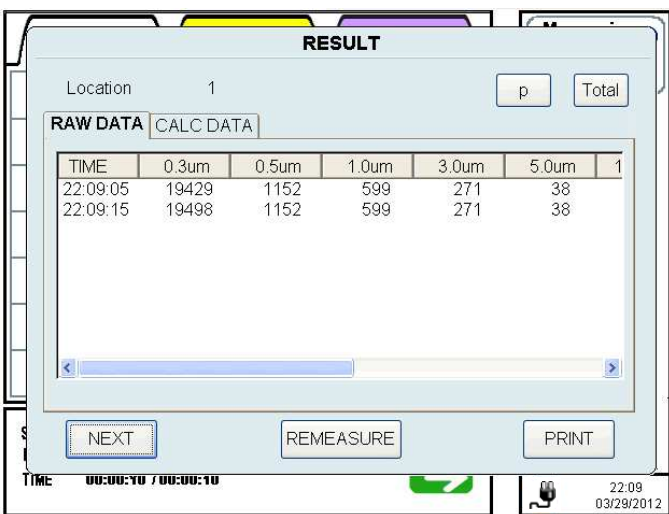 RESULT
Location 1 p Total
RAW DATA CALC DATA
TIME 0.3um 0.5um 1.0um 3.0um 5.0um 1
22:09:05 19429 1152 599 271 38
22:09:15 19498 1152 599 271 38
NEXT REMEASURE PRINT
TIME 00:00:10 / 00:00:10
22:09
03/29/2012